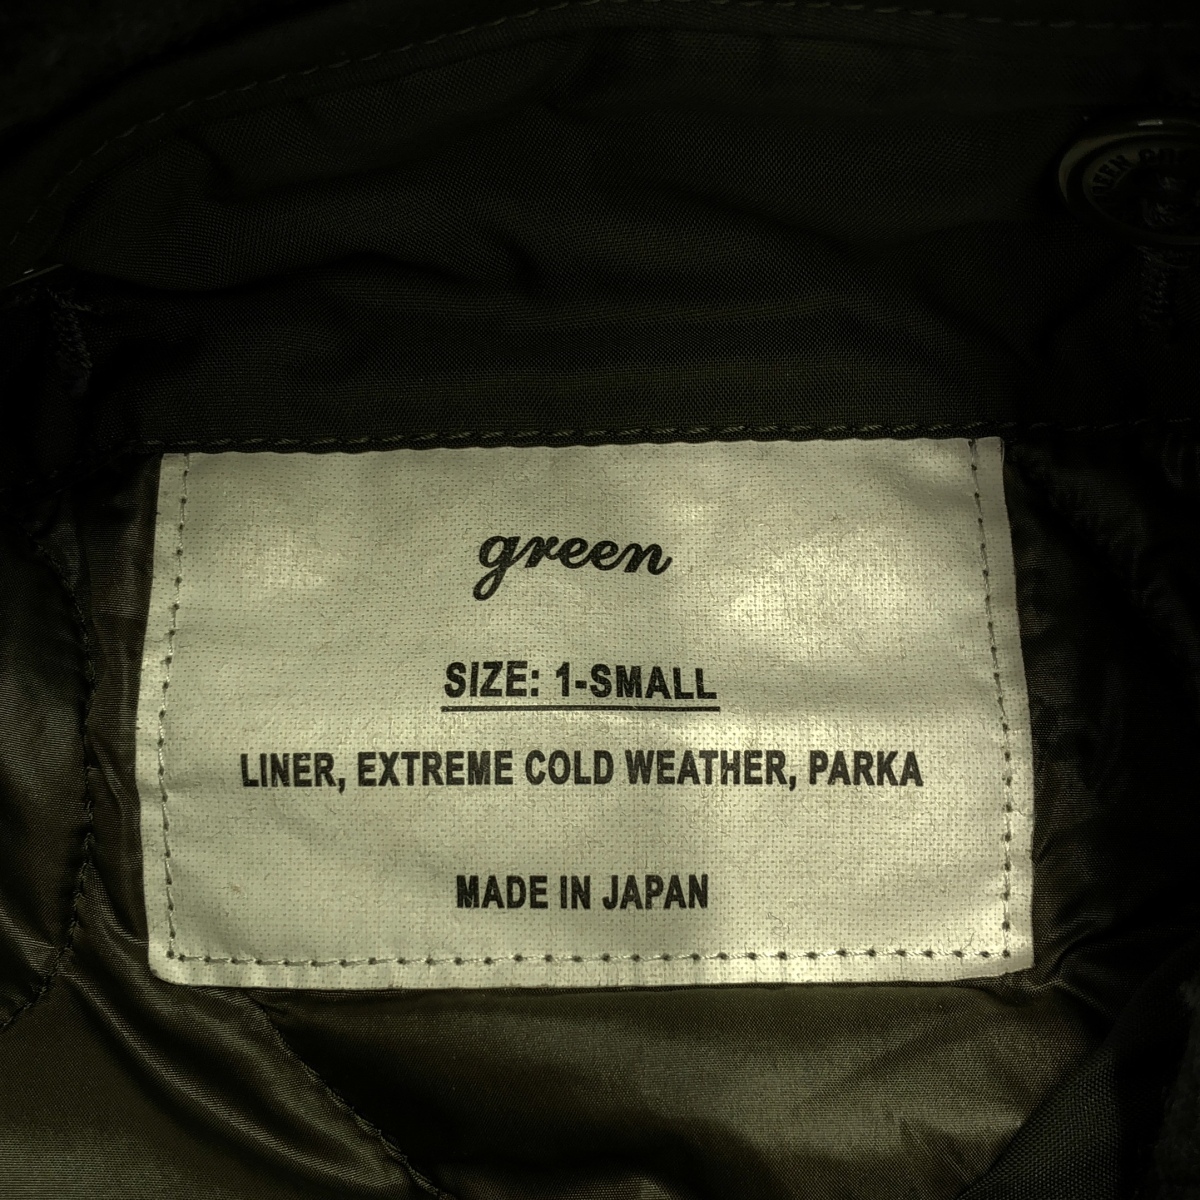 green
SIZE: 1-SMALL
LINER, EXTREME COLD WEATHER, PARKA
MADE IN JAPAN